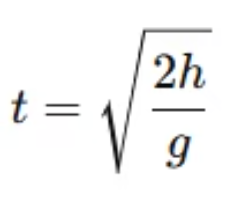 t = √(2h/g)